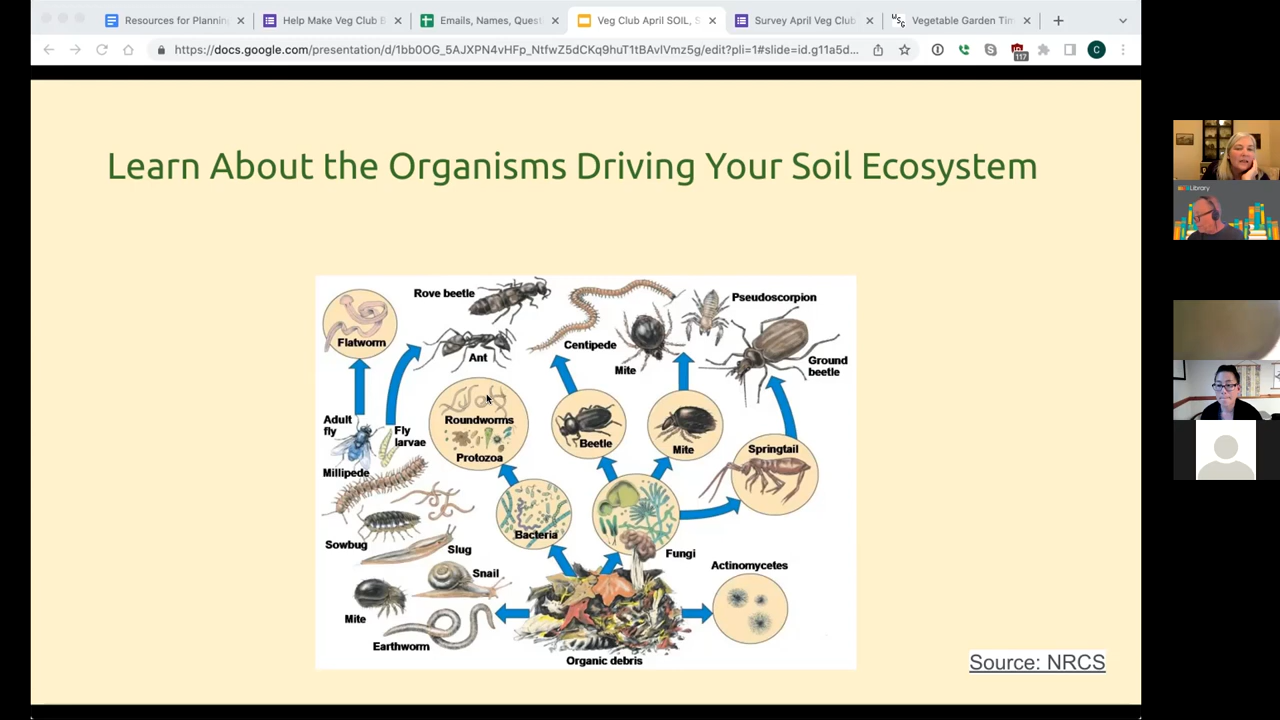 Resources for Planning
Help Make Veg Club B
Emails, Names, Quest
Veg Club April SOIL, S
Survey April Veg Club
Vegetable Garden Tim
https://docs.google.com/presentation/d/1bb0OG_5AJXPN4vHFp_NtfwZ5dCKq9huT1tBAvlVmz5g/edit?pli=1#slide=id.g11a5d...
117
C
Library
Learn About the Organisms Driving Your Soil Ecosystem
Rove beetle
Pseudoscorpion
Flatworm
Centipede
Ant
Mite
Ground
beetle
Adult
fly
Fly
larvae
Roundworms
Protozoa
Beetle
Mite
Springtail
Millipede
Bacteria
Sowbug
Slug
Fungi
Actinomycetes
Snail
Mite
Earthworm
Organic debris
Source: NRCS